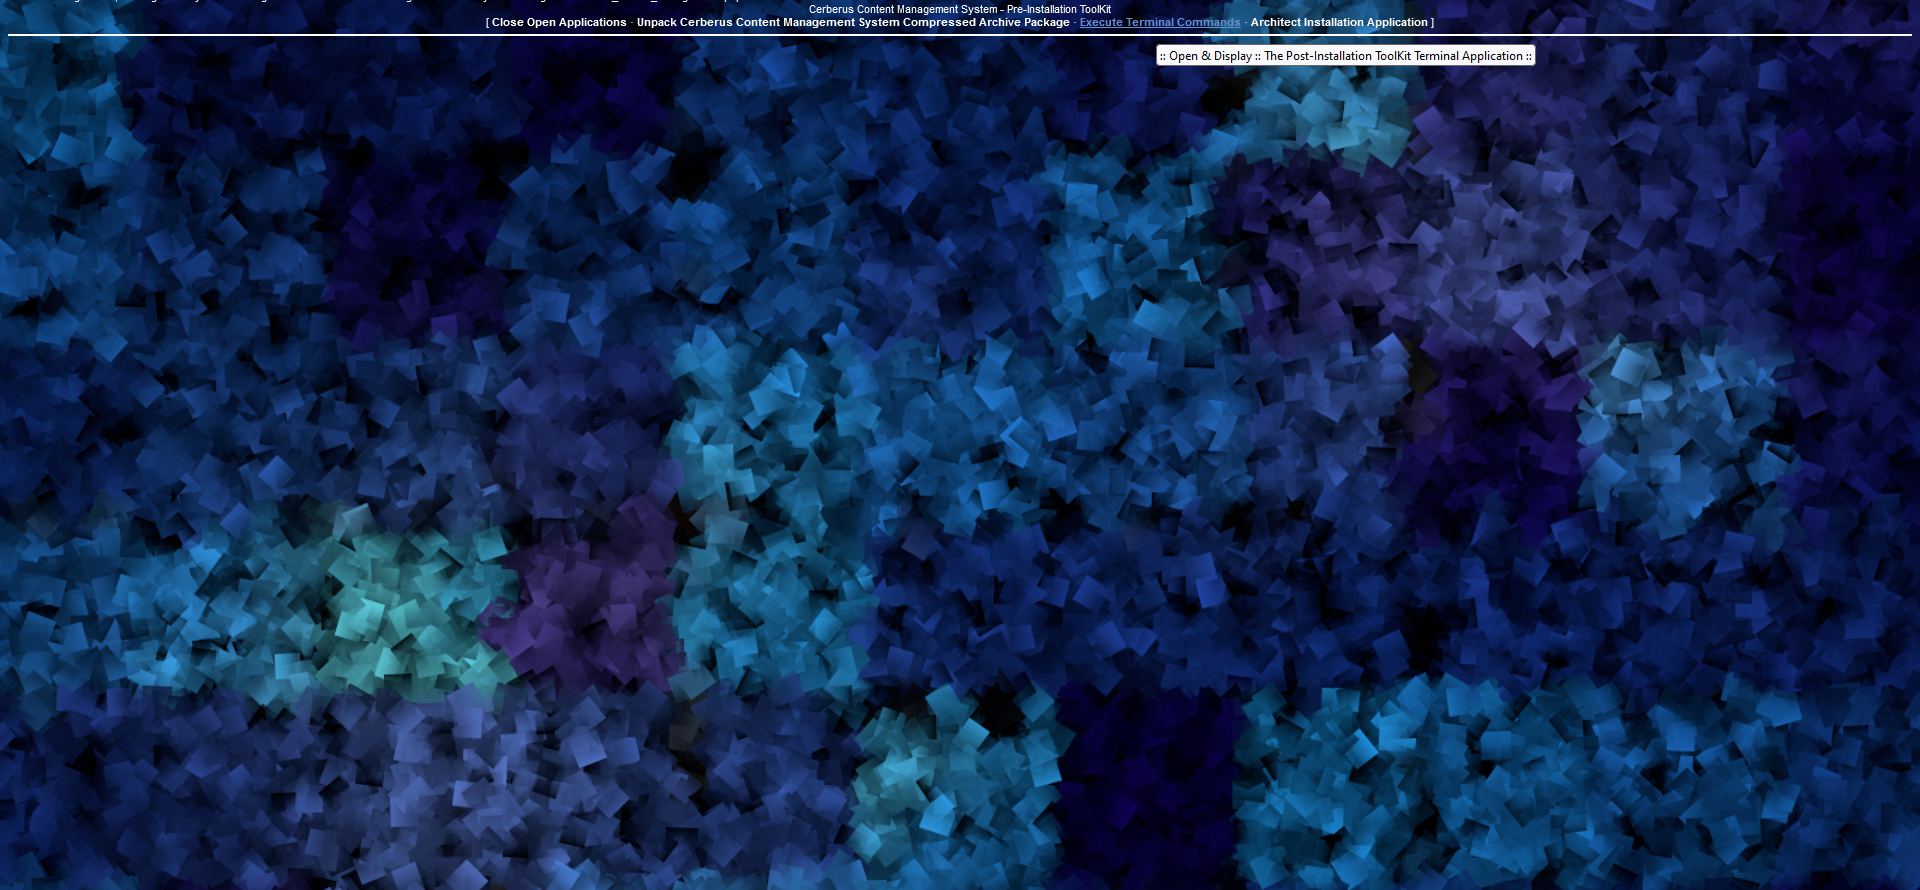 Cerberus Content Management System - Pre-Installation ToolKit
[ Close Open Applications · Unpack Cerberus Content Management System Compressed Archive Package · Execute Terminal Commands · Architect Installation Application ]
:: Open & Display :: The Post-Installation ToolKit Terminal Application ::